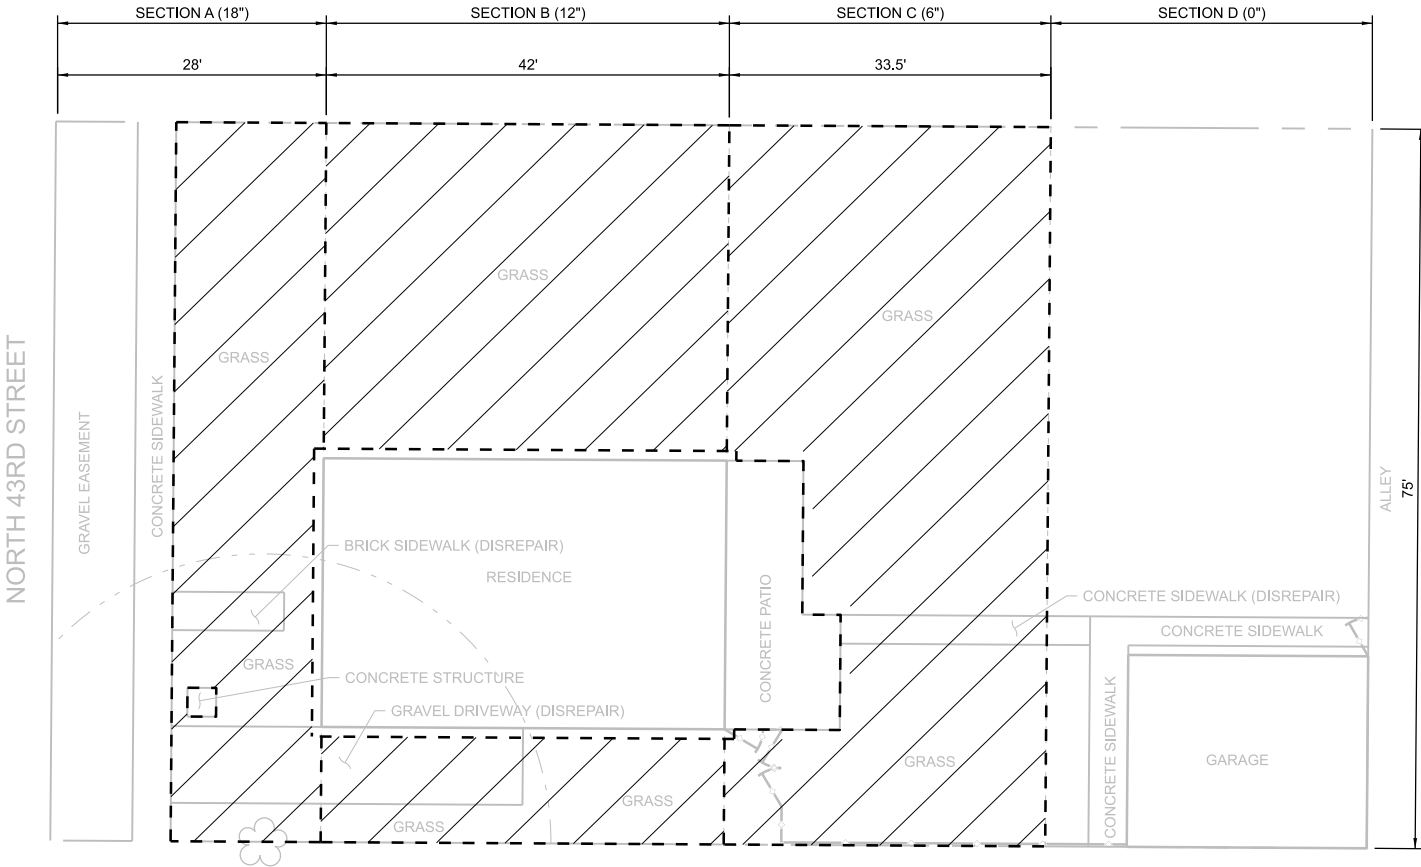 SECTION A (18")
SECTION B (12")
SECTION C (6")
SECTION D (0")
28'
42'
33.5'
NORTH 43RD STREET
GRAVEL EASEMENT
CONCRETE SIDEWALK
GRASS
GRASS
GRASS
ALLEY
75'
BRICK SIDEWALK (DISREPAIR)
RESIDENCE
CONCRETE PATIO
CONCRETE SIDEWALK (DISREPAIR)
CONCRETE SIDEWALK
GRASS
CONCRETE STRUCTURE
GRAVEL DRIVEWAY (DISREPAIR)
CONCRETE SIDEWALK
GARAGE
GRASS
GRASS
GRASS